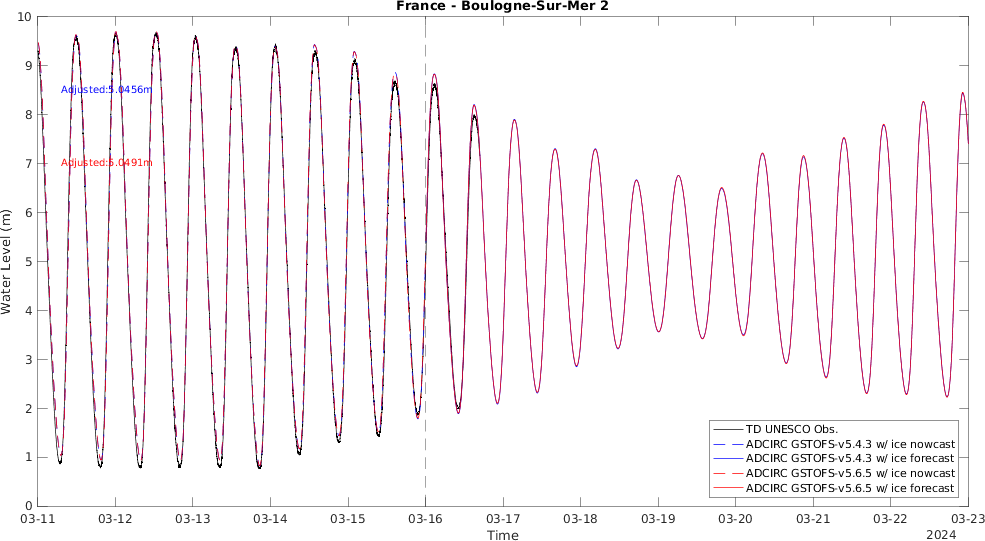 France - Boulogne-Sur-Mer 2
10
9
8
7
6
5
4
3
2
1
0
Water Level (m)
Adjusted:5.0456m
Adjusted:5.0491m
TD UNESCO Obs.
ADCIRC GSTOFS-v5.4.3 w/ ice nowcast
ADCIRC GSTOFS-v5.4.3 w/ ice forecast
ADCIRC GSTOFS-v5.6.5 w/ ice nowcast
ADCIRC GSTOFS-v5.6.5 w/ ice forecast
03-11 03-12 03-13 03-14 03-15 03-16 03-17 03-18 03-19 03-20 03-21 03-22 03-23
Time
2024